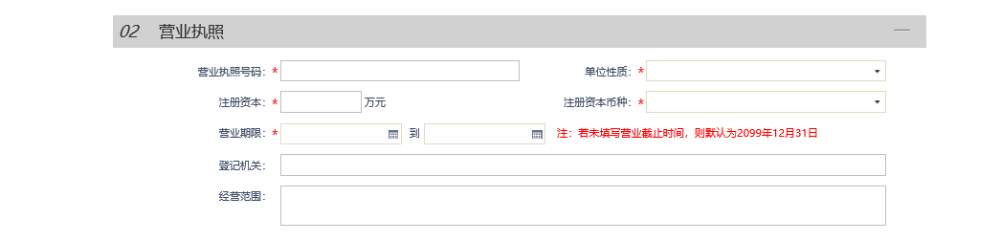 02 营业执照
营业执照号码：* 单位性质：*
注册资本：* 万元 注册资本币种：*
营业期限：* 到 注：若未填写营业截止时间，则默认为2099年12月31日
登记机关：
经营范围：